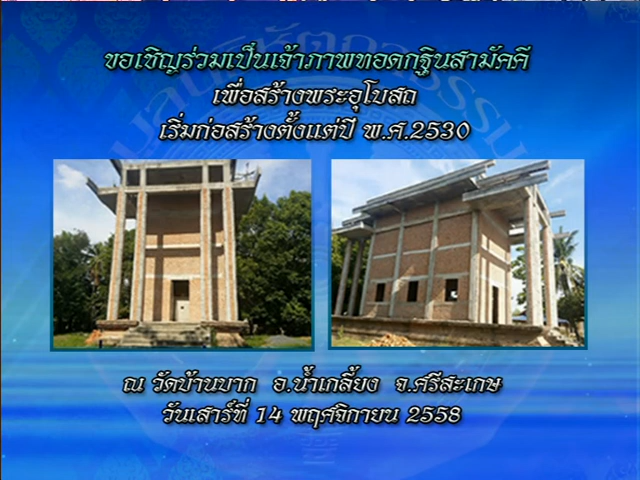 ขอเชิญร่วมเป็นเจ้าภาพทอดกฐินสามัคคี
เพื่อสร้างพระอุโบสถ
เริ่มก่อสร้างตั้งแต่ปี พ.ศ.2530
ณ วัดบ้านบาก อ.น้ำเกลี้ยง จ.ศรีสะเกษ
วันเสาร์ที่ 14 พฤศจิกายน 2558